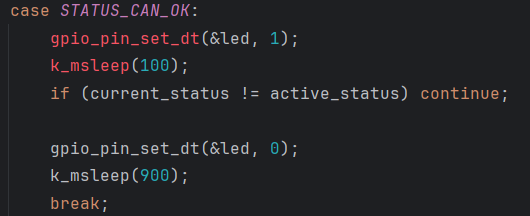 case STATUS_CAN_OK:
gpio_pin_set_dt(&led, 1);
k_msleep(100);
if (current_status != active_status) continue;
gpio_pin_set_dt(&led, 0);
k_msleep(900);
break;